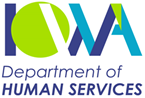 IOWA
Department of
HUMAN SERVICES